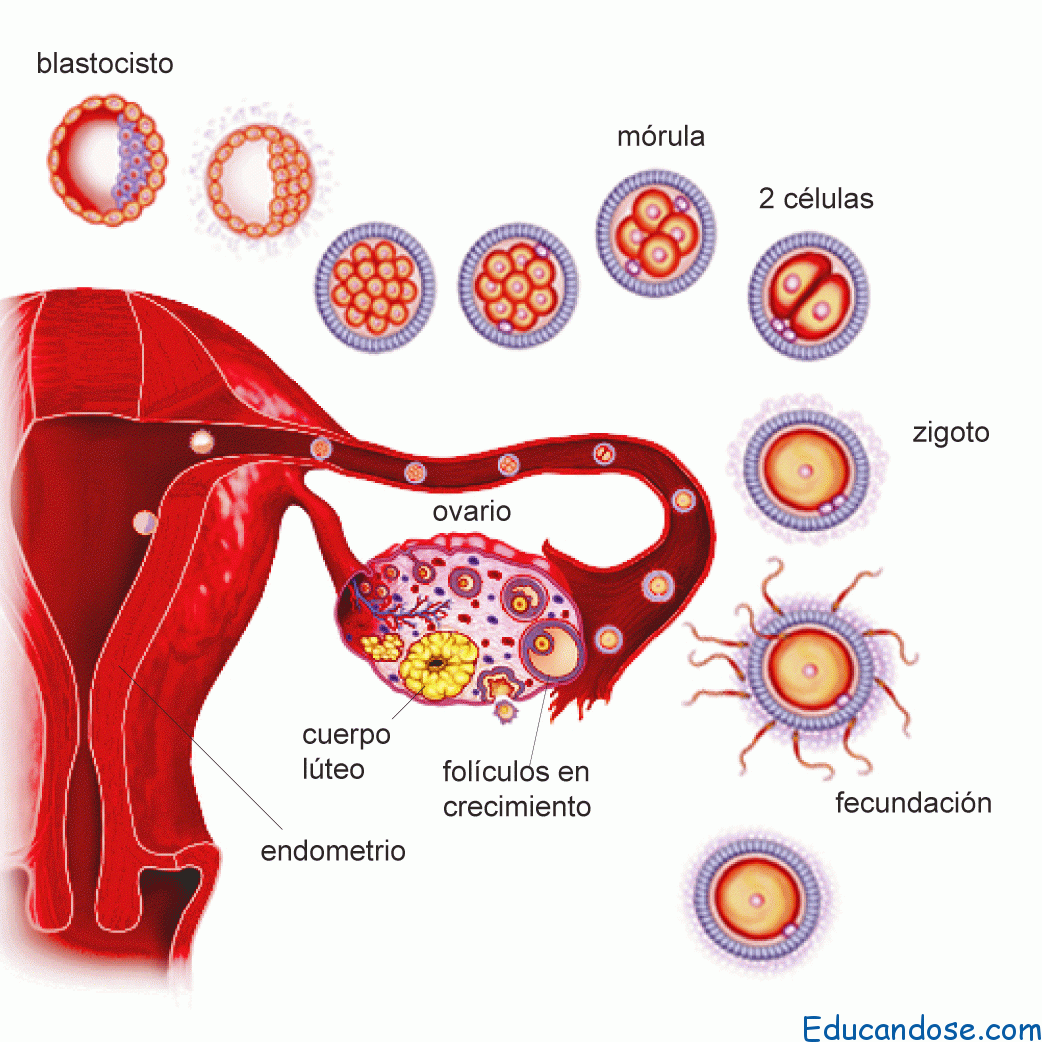 blastocisto
mórula
2 células
zigoto
ovario
cuerpo
lúteo
folículos en
crecimiento
fecundación
endometrio
Educandose.com